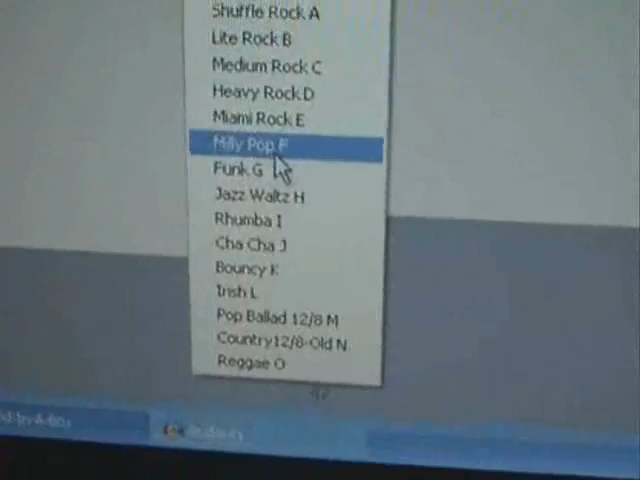 Shuffle Rock A
Lite Rock B
Medium Rock C
Heavy Rock D
Miami Rock E
Milly Pop F
Funk G
Jazz Waltz H
Rhumba I
Cha Cha J
Bouncy K
Irish L
Pop Ballad 12/8 M
Country12/8-Old N
Reggae O
Audacity